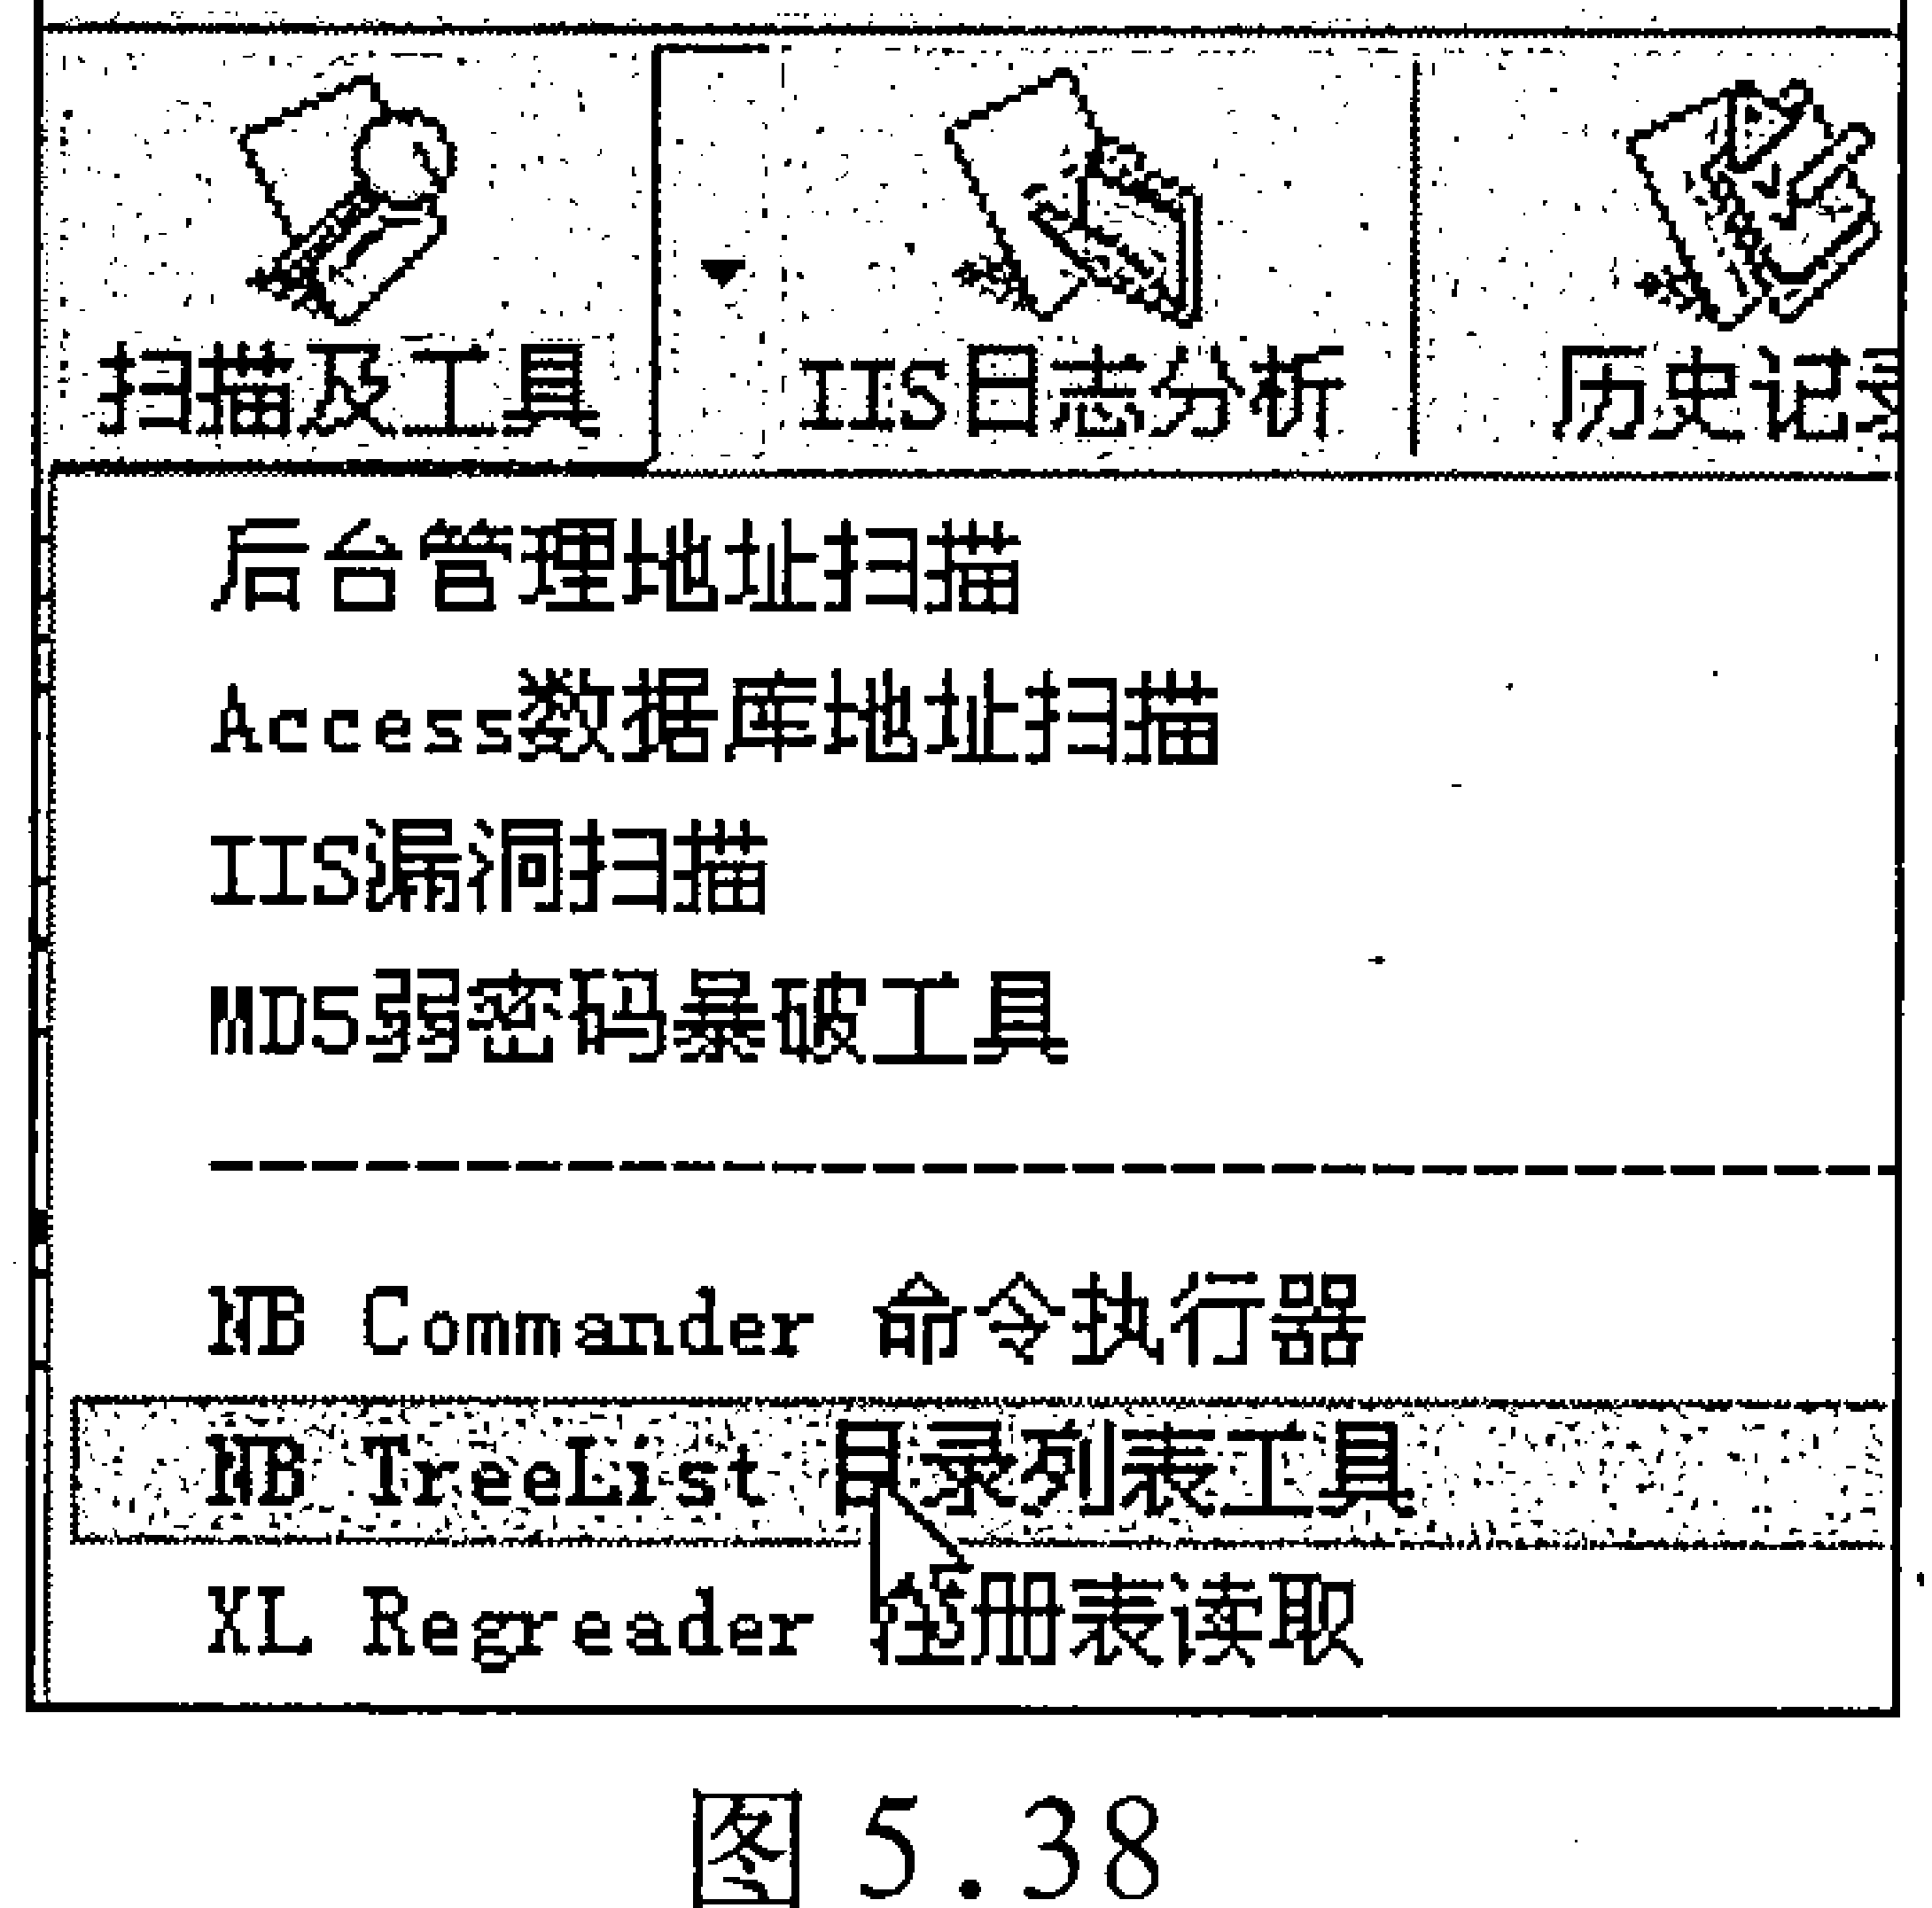 扫描及工具 IIS日志分析 历史记录
后台管理地址扫描
Access数据库地址扫描
IIS漏洞扫描
MD5弱密码暴破工具
NB Commander 命令执行器
NB TreeList 目录列表工具
XL Regreader 注册表读取
图 5.38